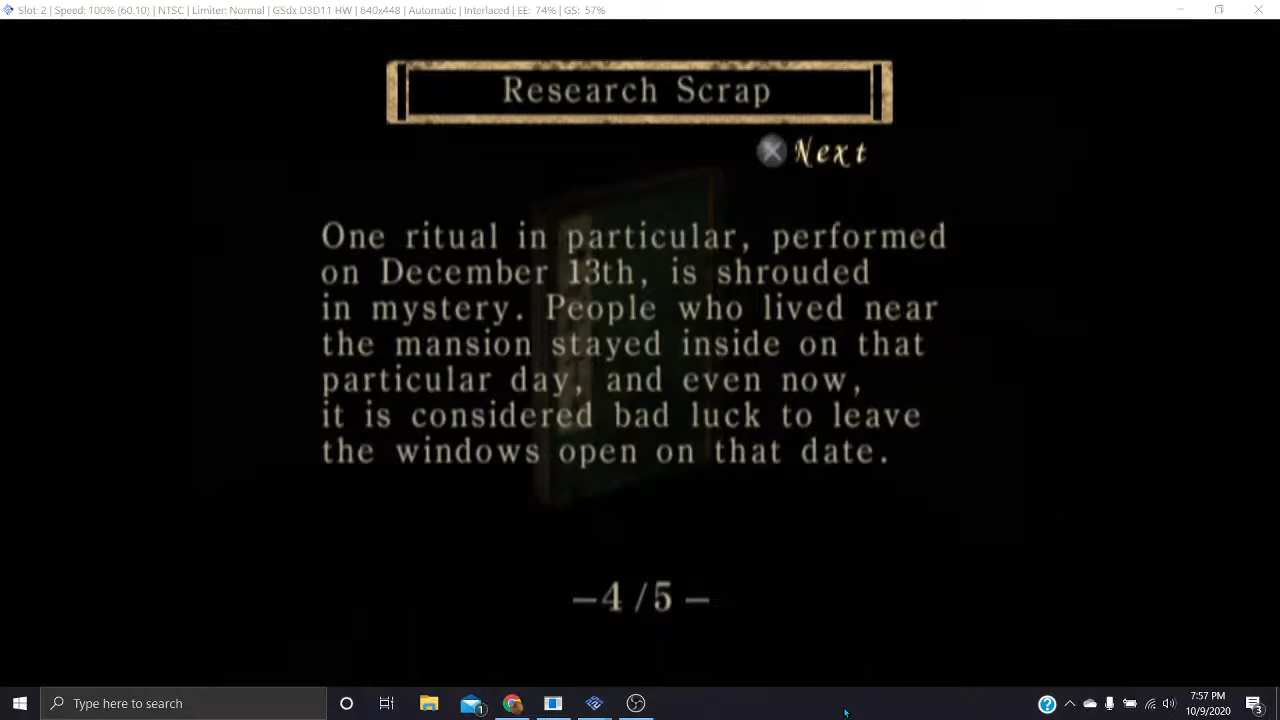 Slot: 2 | Speed: 100% (60.10) | NTSC | Limiter: Normal | GSdx D3D11 HW | 640x448 | Automatic | Interlaced | EE: 74% | GS: 57%
Research Scrap
Next
One ritual in particular, performed
on December 13th, is shrouded
in mystery. People who lived near
the mansion stayed inside on that
particular day, and even now,
it is considered bad luck to leave
the windows open on that date.
–4/5–
Type here to search
1
7:57 PM
10/9/2020
3